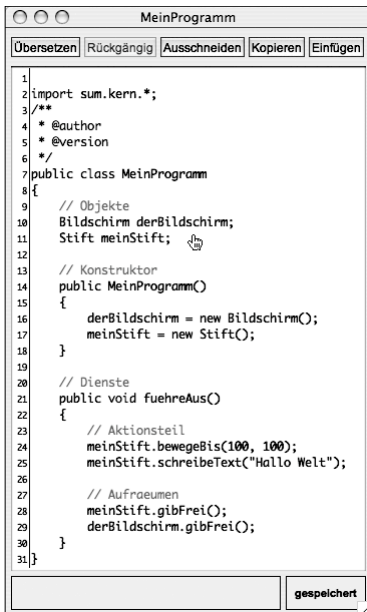 MeinProgramm
Übersetzen Rückgängig Ausschneiden Kopieren Einfügen
1
2 import sum.kern.*;
3 /**
4  * @author
5  * @version
6  */
7 public class MeinProgramm
8 {
9     // Objekte
10     Bildschirm derBildschirm;
11     Stift meinStift;
12
13     // Konstruktor
14     public MeinProgramm()
15     {
16         derBildschirm = new Bildschirm();
17         meinStift = new Stift();
18     }
19
20     // Dienste
21     public void fuehreAus()
22     {
23         // Aktionsteil
24         meinStift.bewegeBis(100, 100);
25         meinStift.schreibeText("Hallo Welt");
26
27         // Aufraeumen
28         meinStift.gibFrei();
29         derBildschirm.gibFrei();
30     }
31 }
gespeichert